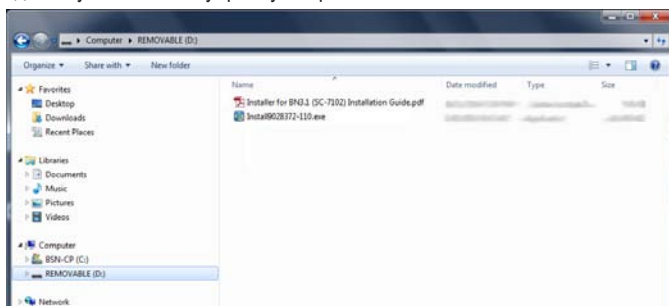 Computer ▸ REMOVABLE (D:)
Organize Share with New folder
Favorites
Desktop
Downloads
Recent Places
Libraries
Documents
Music
Pictures
Videos
Computer
BSN-CP (C:)
REMOVABLE (D:)
Network
Name Date modified Type Size
Installer for BN3.1 (SC-7102) Installation Guide.pdf
Install9028372-110.exe